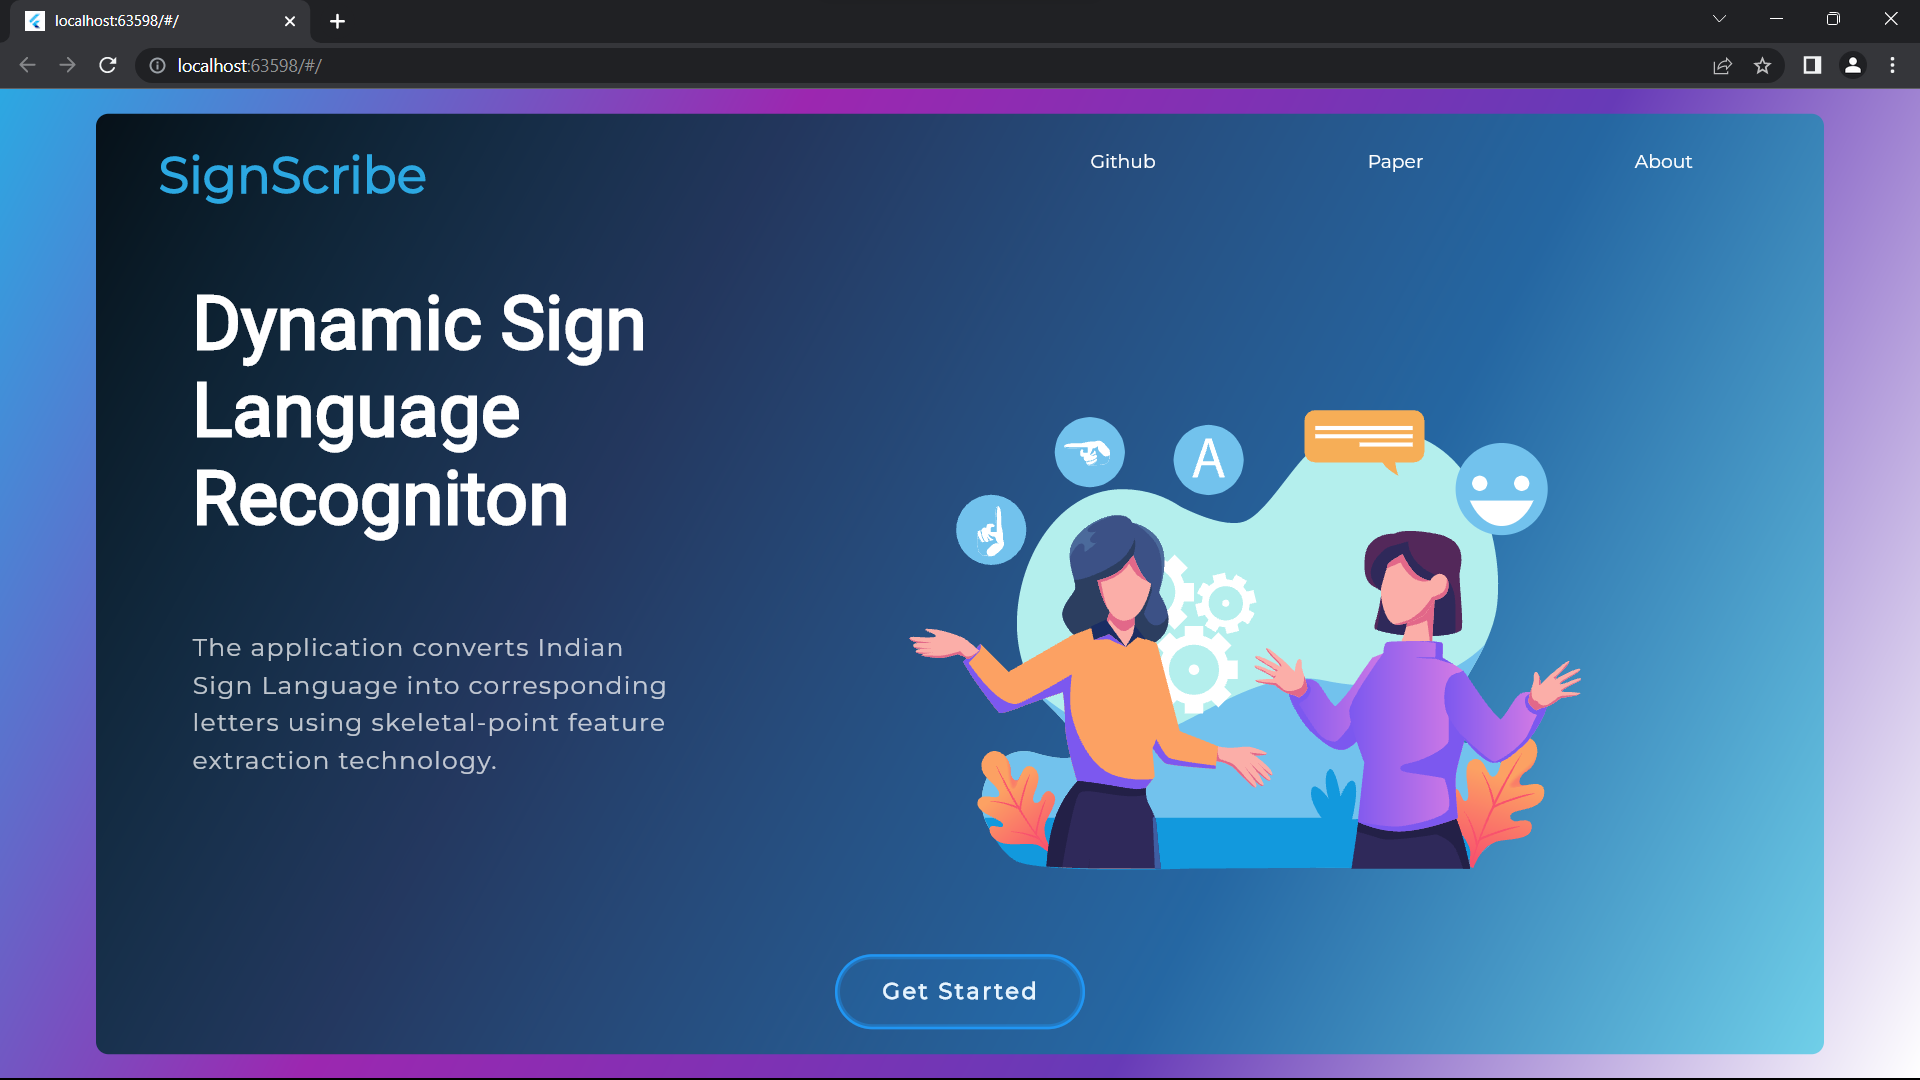 localhost:63598/#/
localhost:63598/#/
SignScribe
Github
Paper
About
Dynamic Sign
Language
Recogniton
The application converts Indian
Sign Language into corresponding
letters using skeletal-point feature
extraction technology.
A
Get Started